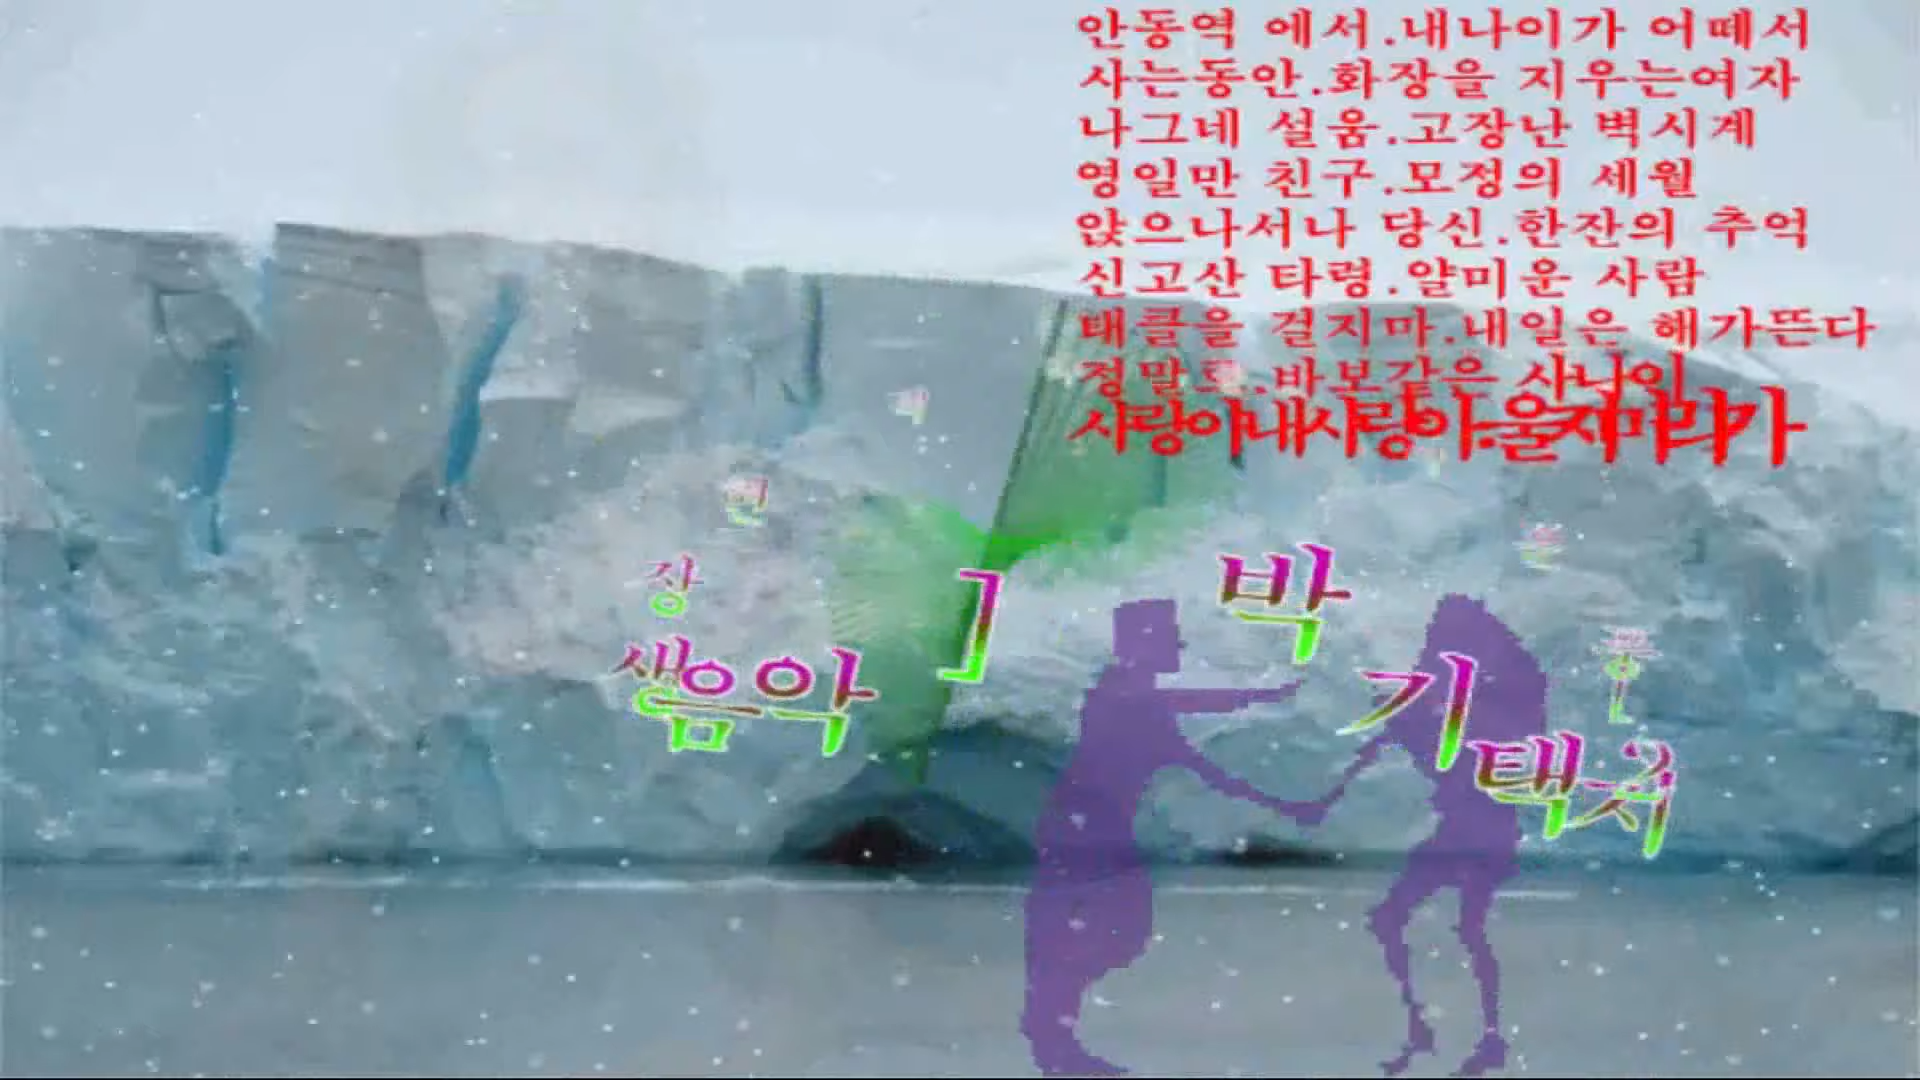 안동역 에서.내나이가 어떼서
사는동안.화장을 지우는여자
나그네 설움.고장난 벽시계
영일만 친구.모정의 세월
앉으나서나 당신.한잔의 추억
신고산 타령.얄미운 사람
태클을 걸지마.내일은 해가뜬다
정말로.바보같은 사나이
사랑아내사랑아.울지마리가
장
생음악
]
박
기
택